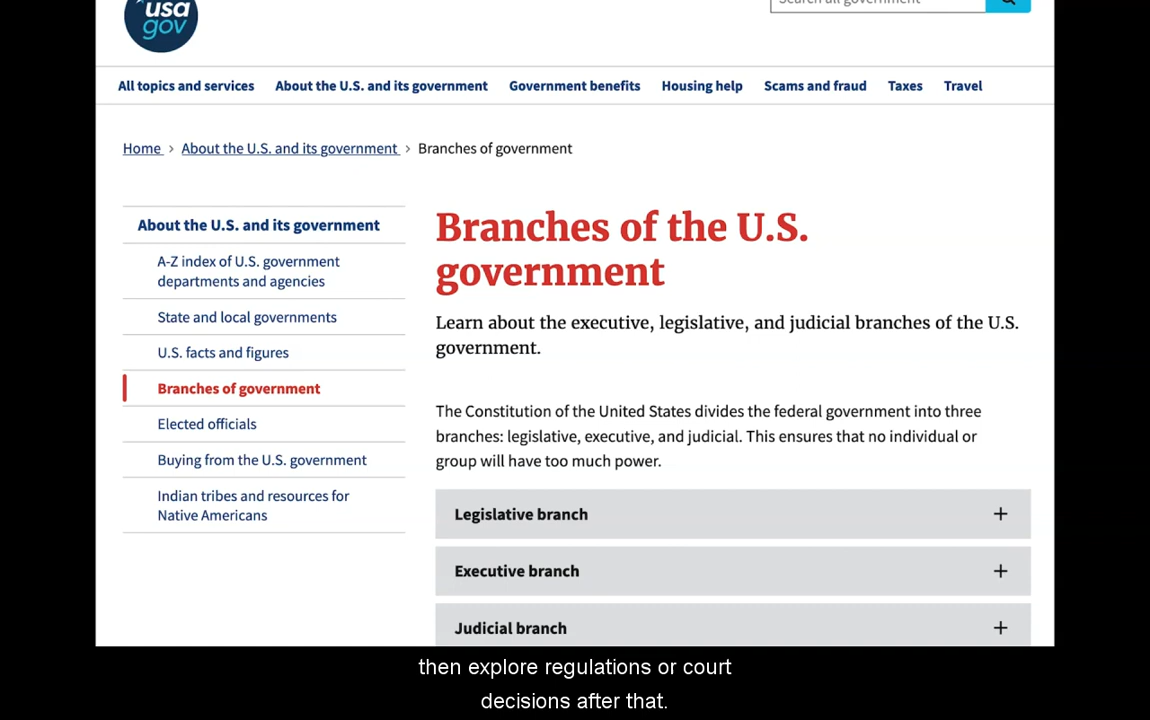 usa
gov
Search all government
All topics and services About the U.S. and its government Government benefits Housing help Scams and fraud Taxes Travel
Home > About the U.S. and its government > Branches of government
About the U.S. and its government
A-Z index of U.S. government
departments and agencies
State and local governments
U.S. facts and figures
Branches of government
Elected officials
Buying from the U.S. government
Indian tribes and resources for
Native Americans
Branches of the U.S.
government
Learn about the executive, legislative, and judicial branches of the U.S.
government.
The Constitution of the United States divides the federal government into three
branches: legislative, executive, and judicial. This ensures that no individual or
group will have too much power.
Legislative branch +
Executive branch +
Judicial branch +
then explore regulations or court
decisions after that.